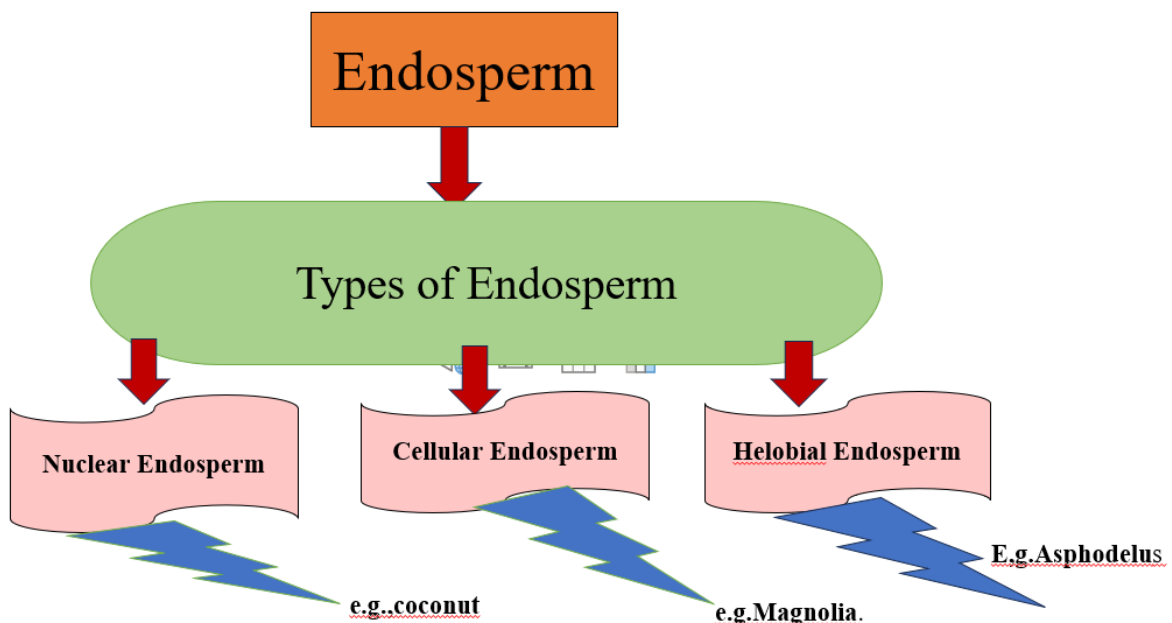 Endosperm
Types of Endosperm
Nuclear Endosperm
Cellular Endosperm
Helobial Endosperm
e.g.,coconut
e.g.Magnolia.
E,g.Asphodelus